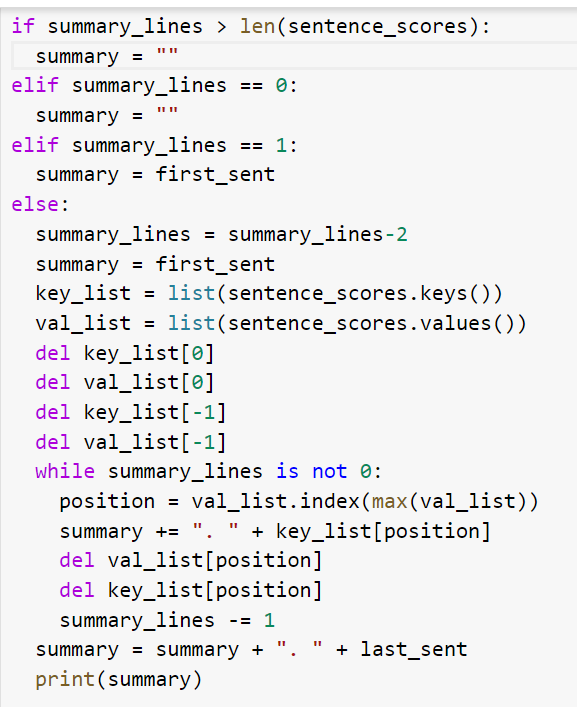 if summary_lines > len(sentence_scores):
  summary = ""
elif summary_lines == 0:
  summary = ""
elif summary_lines == 1:
  summary = first_sent
else:
  summary_lines = summary_lines-2
  summary = first_sent
  key_list = list(sentence_scores.keys())
  val_list = list(sentence_scores.values())
  del key_list[0]
  del val_list[0]
  del key_list[-1]
  del val_list[-1]
  while summary_lines is not 0:
    position = val_list.index(max(val_list))
    summary += ". " + key_list[position]
    del val_list[position]
    del key_list[position]
    summary_lines -= 1
  summary = summary + ". " + last_sent
  print(summary)